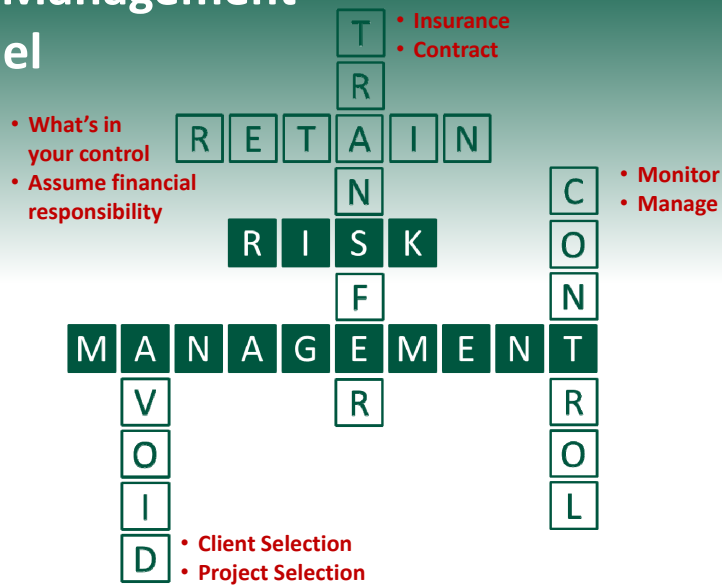 Management
el
TRANSFER
• Insurance
• Contract
• What's in
your control
• Assume financial
responsibility
RETAIN
CONTROL
• Monitor
• Manage
RISK
MANAGEMENT
AVOID
• Client Selection
• Project Selection